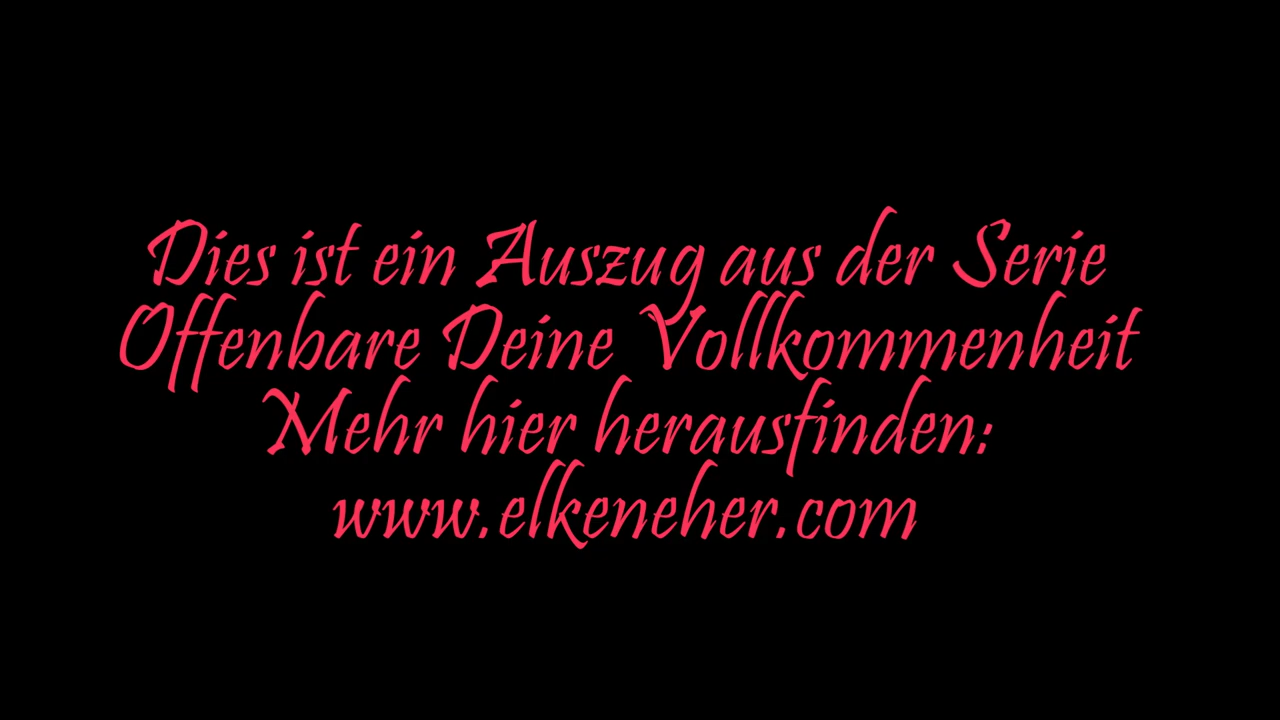 Dies ist ein Auszug aus der Serie
Offenbare Deine Vollkommenheit
Mehr hier herausfinden:
www.elkeneher.com